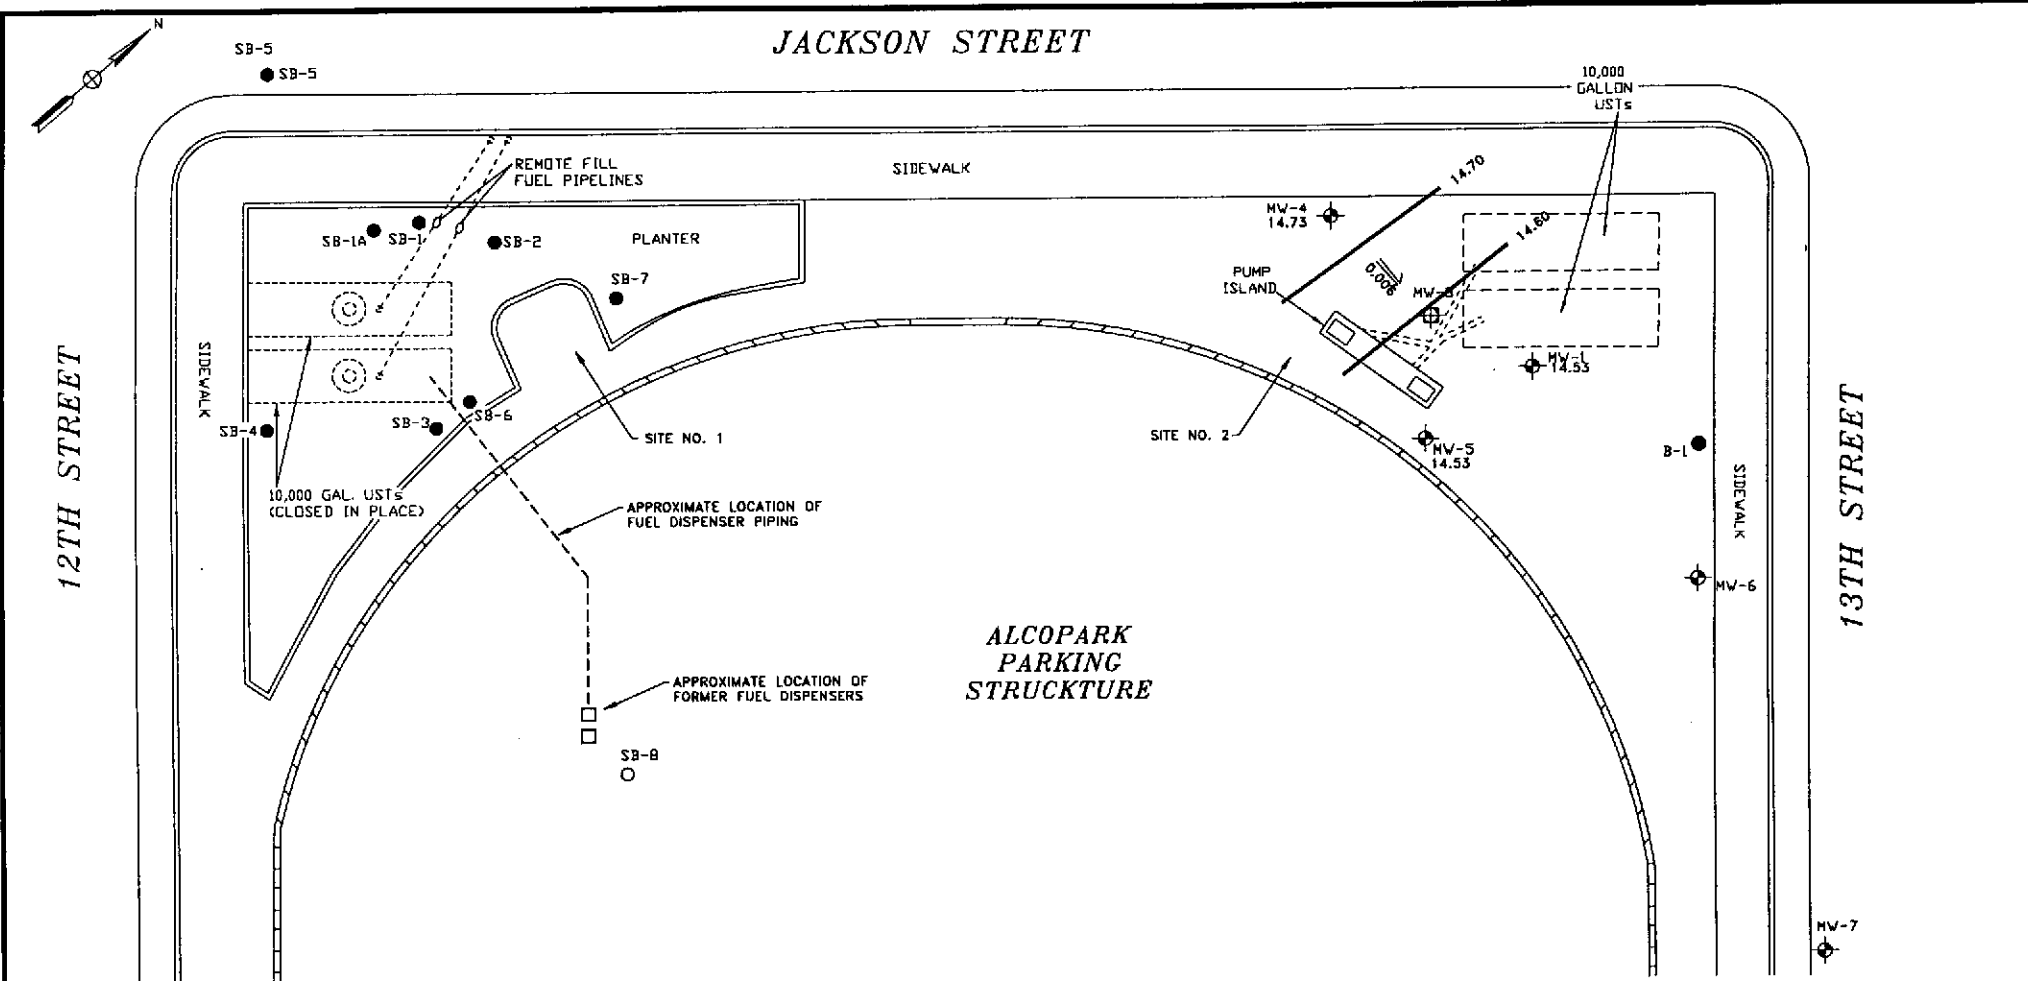 N
JACKSON STREET
SB-5
SB-5
10,000
GALLON
USTs
REMOTE FILL
FUEL PIPELINES
SIDEWALK
14.70
MW-4
14.73
14.60
SB-1A
SB-1
SB-2
PLANTER
SB-7
PUMP
ISLAND
0.006
MW-3
MW-1
14.53
SIDEWALK
12TH STREET
SB-4
SB-3
SB-6
SITE NO. 1
SITE NO. 2
MW-5
14.53
B-1
SIDEWALK
13TH STREET
10,000 GAL. USTs
(CLOSED IN PLACE)
APPROXIMATE LOCATION OF
FUEL DISPENSER PIPING
MW-6
ALCOPARK
PARKING
STRUCKTURE
APPROXIMATE LOCATION OF
FORMER FUEL DISPENSERS
SB-8
MW-7